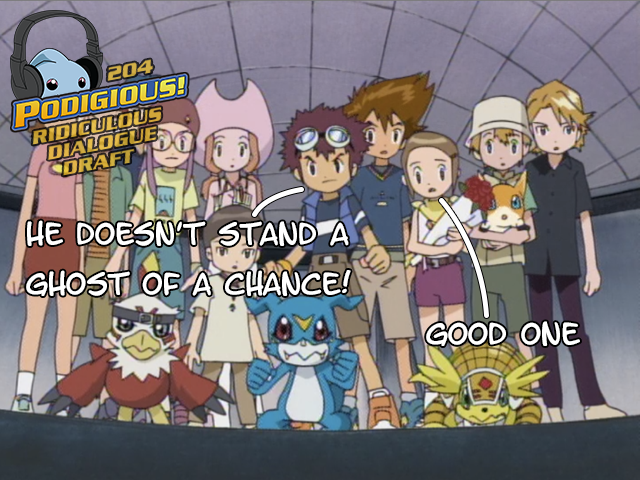 204
PODIGIOUS!
RIDICULOUS
DIALOGUE
DRAFT
HE DOESN'T STAND A
GHOST OF A CHANCE!
GOOD ONE